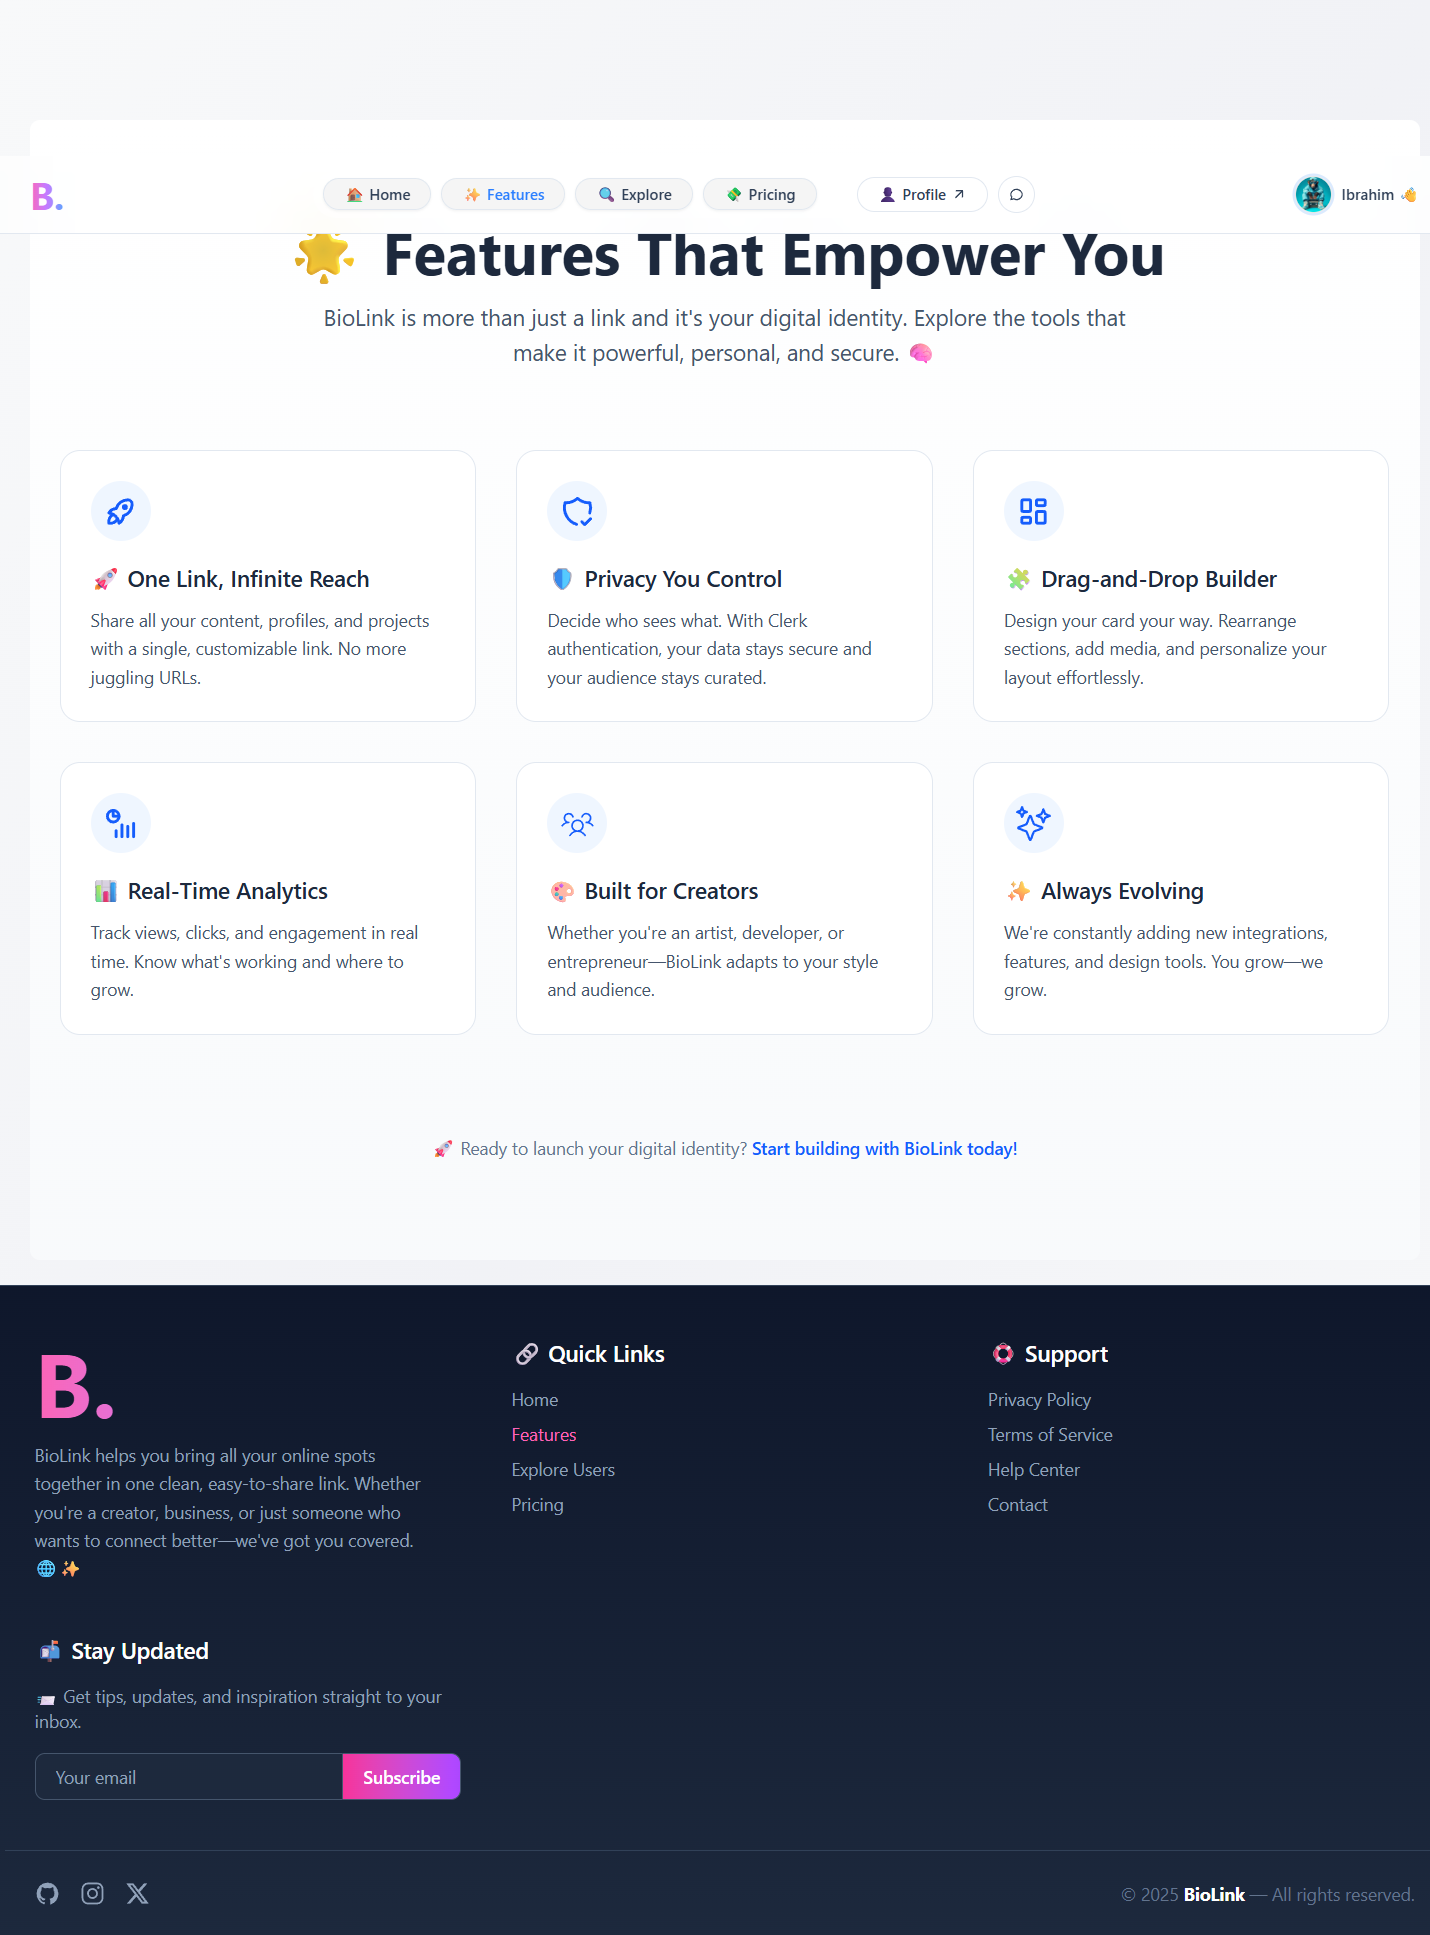 B.
🏠 Home
✨ Features
🔍 Explore
💸 Pricing
👤 Profile ↗
Ibrahim 👋
🌟 Features That Empower You
BioLink is more than just a link and it's your digital identity. Explore the tools that
make it powerful, personal, and secure. 🧠
🚀 One Link, Infinite Reach
Share all your content, profiles, and projects
with a single, customizable link. No more
juggling URLs.
🛡️ Privacy You Control
Decide who sees what. With Clerk
authentication, your data stays secure and
your audience stays curated.
🧩 Drag-and-Drop Builder
Design your card your way. Rearrange
sections, add media, and personalize your
layout effortlessly.
📊 Real-Time Analytics
Track views, clicks, and engagement in real
time. Know what's working and where to
grow.
🎨 Built for Creators
Whether you're an artist, developer, or
entrepreneur—BioLink adapts to your style
and audience.
✨ Always Evolving
We're constantly adding new integrations,
features, and design tools. You grow—we
grow.
🚀 Ready to launch your digital identity? Start building with BioLink today!
B.
BioLink helps you bring all your online spots
together in one clean, easy-to-share link. Whether
you're a creator, business, or just someone who
wants to connect better—we've got you covered.
🌐✨
🔗 Quick Links
Home
Features
Explore Users
Pricing
🛟 Support
Privacy Policy
Terms of Service
Help Center
Contact
📬 Stay Updated
📨 Get tips, updates, and inspiration straight to your
inbox.
Your email
Subscribe
© 2025 BioLink — All rights reserved.